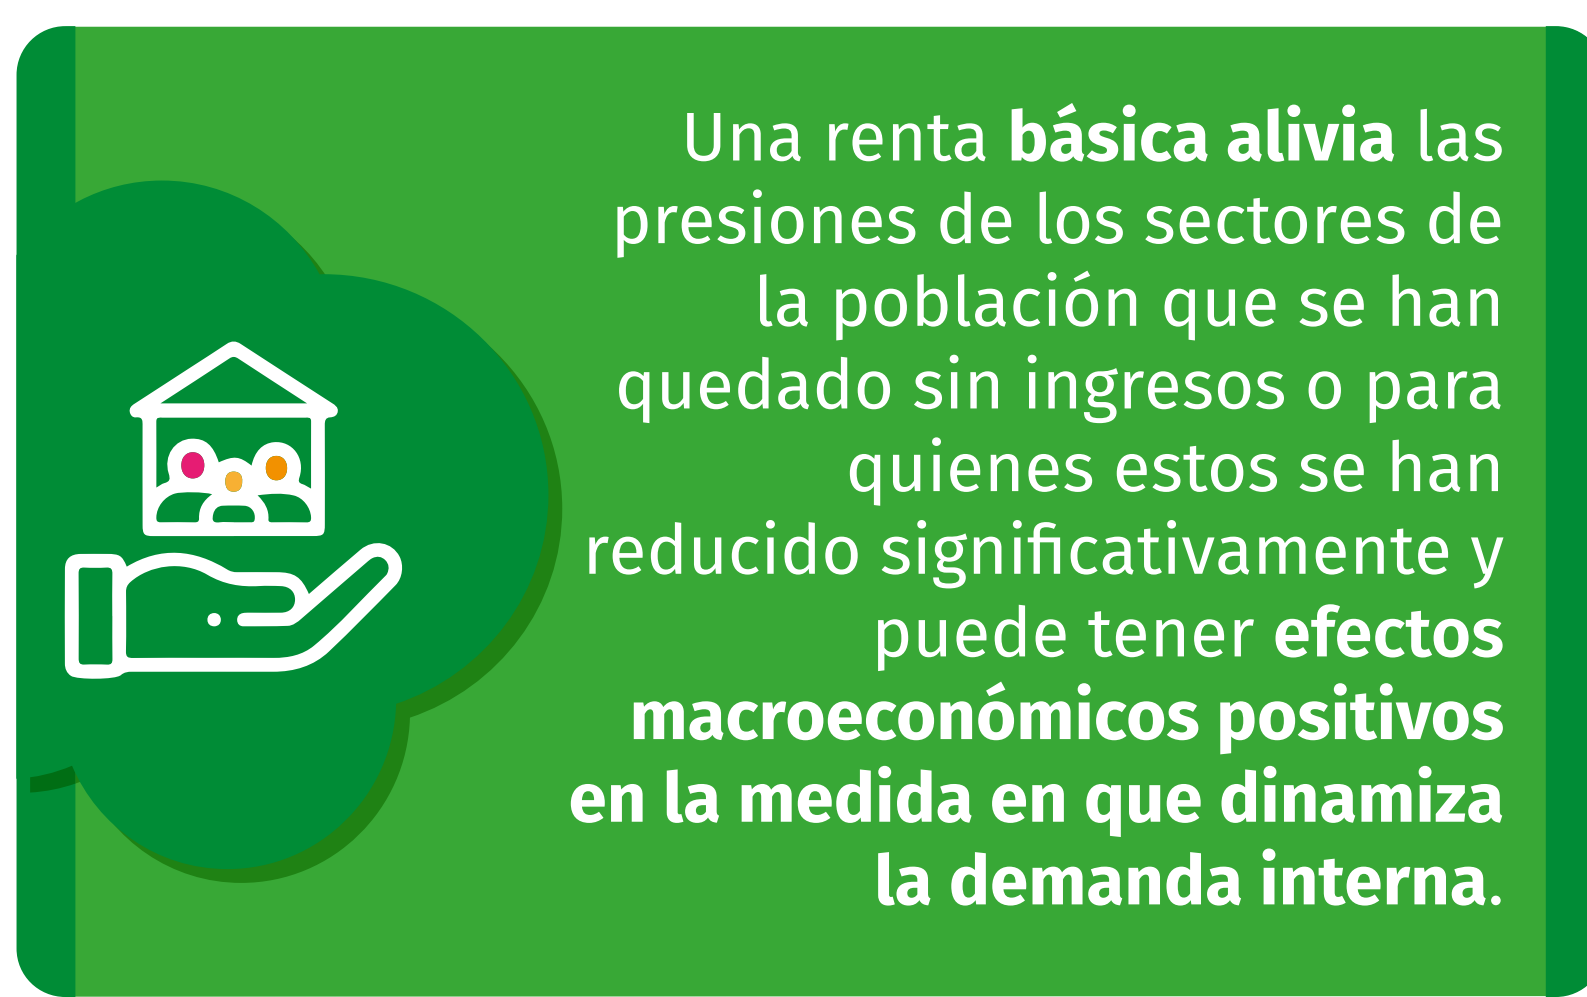 Una renta básica alivia las
presiones de los sectores de
la población que se han
quedado sin ingresos o para
quienes estos se han
reducido significativamente y
puede tener efectos
macroeconómicos positivos
en la medida en que dinamiza
la demanda interna.